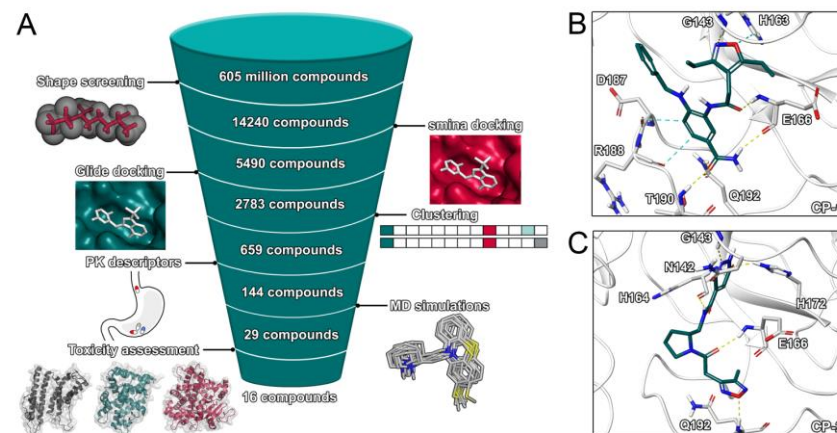 A
605 million compounds
Shape screening
14240 compounds
smina docking
5490 compounds
Glide docking
2783 compounds
Clustering
659 compounds
PK descriptors
144 compounds
MD simulations
29 compounds
Toxicity assessment
16 compounds
B
G143
H163
D187
E166
R188
T190
Q192
C
G143
N142
H164
H172
E166
Q192